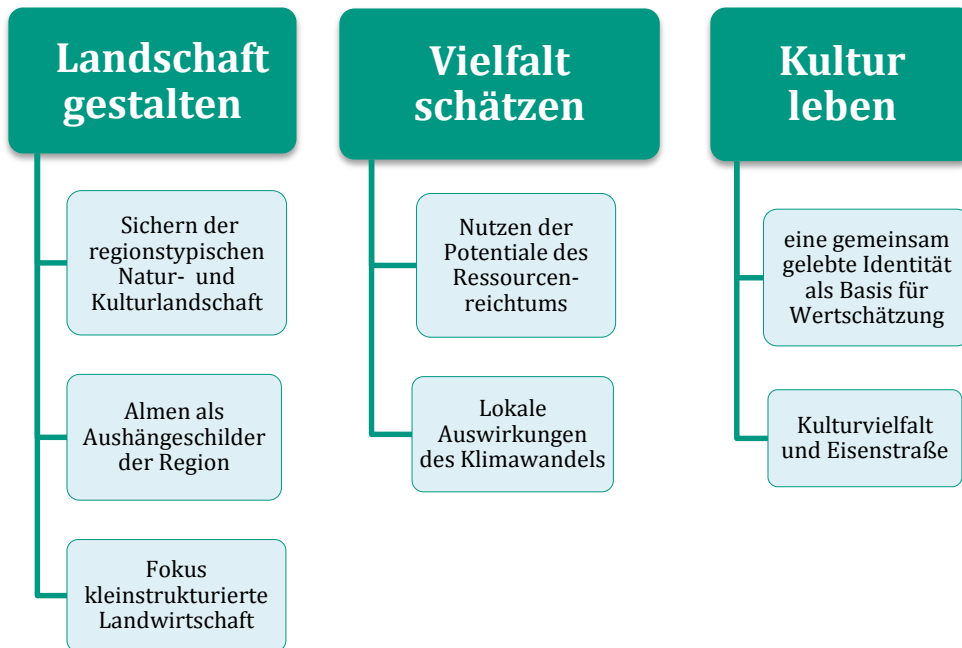 Landschaft
gestalten
Sichern der
regionstypischen
Natur- und
Kulturlandschaft
Almen als
Aushängeschilder
der Region
Fokus
kleinstrukturierte
Landwirtschaft
Vielfalt
schätzen
Nutzen der
Potentiale des
Ressourcen-
reichtums
Lokale
Auswirkungen
des Klimawandels
Kultur
leben
eine gemeinsam
gelebte Identität
als Basis für
Wertschätzung
Kulturvielfalt
und Eisenstraße